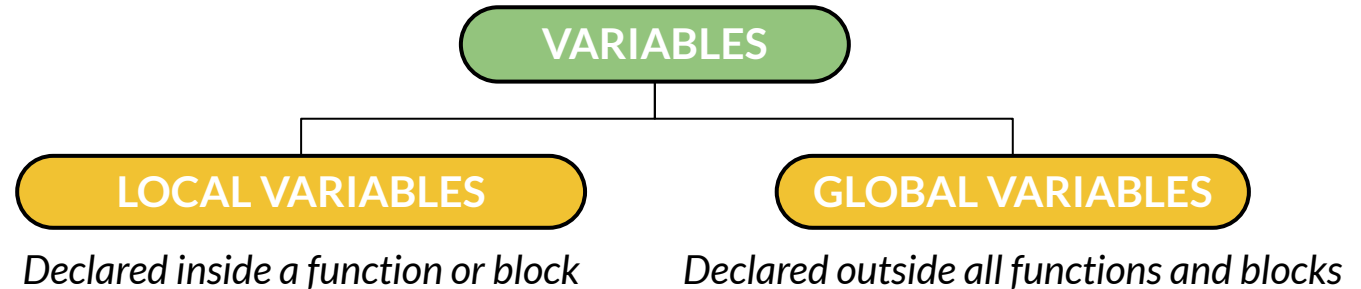 VARIABLES
LOCAL VARIABLES
GLOBAL VARIABLES
Declared inside a function or block
Declared outside all functions and blocks